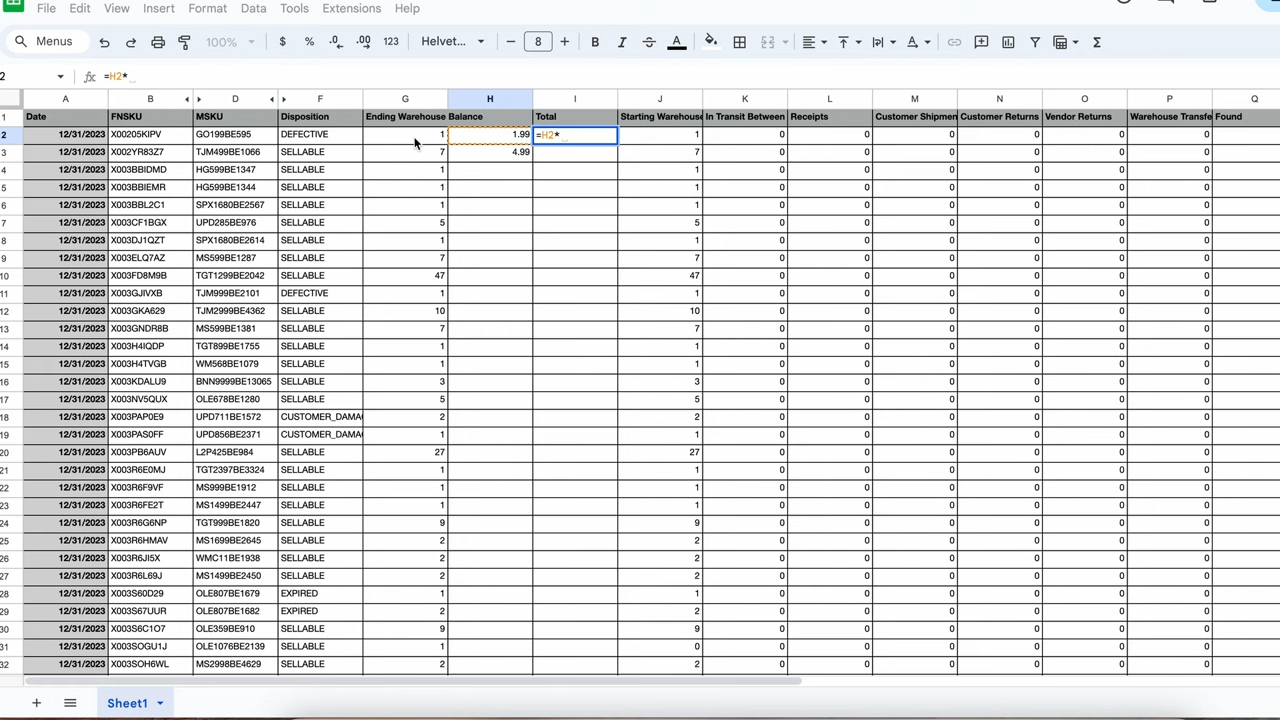 File Edit View Insert Format Data Tools Extensions Help
Menus 100% $ % .0 .00 123 Helvet... − 8 + B I A Σ
2 fx =H2*
A B D F G H I J K L M N O P Q
1 Date FNSKU MSKU Disposition Ending Warehouse Balance Total Starting Warehouse In Transit Between Receipts Customer Shipmen Customer Returns Vendor Returns Warehouse Transfe Found
2 12/31/2023 X00205KIPV GO199BE595 DEFECTIVE 1 1.99 =H2* 1 0 0 0 0 0 0
3 12/31/2023 X002YR83Z7 TJM499BE1066 SELLABLE 7 4.99 7 0 0 0 0 0 0
4 12/31/2023 X003BBIDMD HG599BE1347 SELLABLE 1 1 0 0 0 0 0 0
5 12/31/2023 X003BBIEMR HG599BE1344 SELLABLE 1 1 0 0 0 0 0 0
6 12/31/2023 X003BBL2C1 SPX1680BE2567 SELLABLE 1 1 0 0 0 0 0 0
7 12/31/2023 X003CF1BGX UPD285BE976 SELLABLE 5 5 0 0 0 0 0 0
8 12/31/2023 X003DJ1QZT SPX1680BE2614 SELLABLE 1 1 0 0 0 0 0 0
9 12/31/2023 X003ELQ7AZ MS599BE1287 SELLABLE 7 7 0 0 0 0 0 0
10 12/31/2023 X003FD8M9B TGT1299BE2042 SELLABLE 47 47 0 0 0 0 0 0
11 12/31/2023 X003GJIVXB TJM999BE2101 DEFECTIVE 1 1 0 0 0 0 0 0
12 12/31/2023 X003GKA629 TJM2999BE4362 SELLABLE 10 10 0 0 0 0 0 0
13 12/31/2023 X003GNDR8B MS599BE1381 SELLABLE 7 7 0 0 0 0 0 0
14 12/31/2023 X003H4IQDP TGT899BE1755 SELLABLE 1 1 0 0 0 0 0 0
15 12/31/2023 X003H4TVGB WM568BE1079 SELLABLE 1 1 0 0 0 0 0 0
16 12/31/2023 X003KDALU9 BNN9999BE13065 SELLABLE 3 3 0 0 0 0 0 0
17 12/31/2023 X003NV5QUX OLE678BE1280 SELLABLE 5 5 0 0 0 0 0 0
18 12/31/2023 X003PAP0E9 UPD711BE1572 CUSTOMER_DAMA 2 2 0 0 0 0 0 0
19 12/31/2023 X003PAS0FF UPD856BE2371 CUSTOMER_DAMA 1 1 0 0 0 0 0 0
20 12/31/2023 X003PB6AUV L2P425BE984 SELLABLE 27 27 0 0 0 0 0 0
21 12/31/2023 X003R6E0MJ TGT2397BE3324 SELLABLE 1 1 0 0 0 0 0 0
22 12/31/2023 X003R6F9VF MS999BE1912 SELLABLE 1 1 0 0 0 0 0 0
23 12/31/2023 X003R6FE2T MS1499BE2447 SELLABLE 1 1 0 0 0 0 0 0
24 12/31/2023 X003R6G6NP TGT999BE1820 SELLABLE 9 9 0 0 0 0 0 0
25 12/31/2023 X003R6HMAV MS1699BE2645 SELLABLE 2 2 0 0 0 0 0 0
26 12/31/2023 X003R6JI5X WMC11BE1938 SELLABLE 2 2 0 0 0 0 0 0
27 12/31/2023 X003R6L69J MS1499BE2450 SELLABLE 2 2 0 0 0 0 0 0
28 12/31/2023 X003S60D29 OLE807BE1679 EXPIRED 1 1 0 0 0 0 0 0
29 12/31/2023 X003S67UUR OLE807BE1682 EXPIRED 2 2 0 0 0 0 0 0
30 12/31/2023 X003S6C1O7 OLE359BE910 SELLABLE 9 9 0 0 0 0 0 0
31 12/31/2023 X003SOGU1J OLE1076BE2139 SELLABLE 1 0 0 0 0 0 0 0
32 12/31/2023 X003SOH6WL MS2998BE4629 SELLABLE 2 2 0 0 0 0 0 0
Sheet1